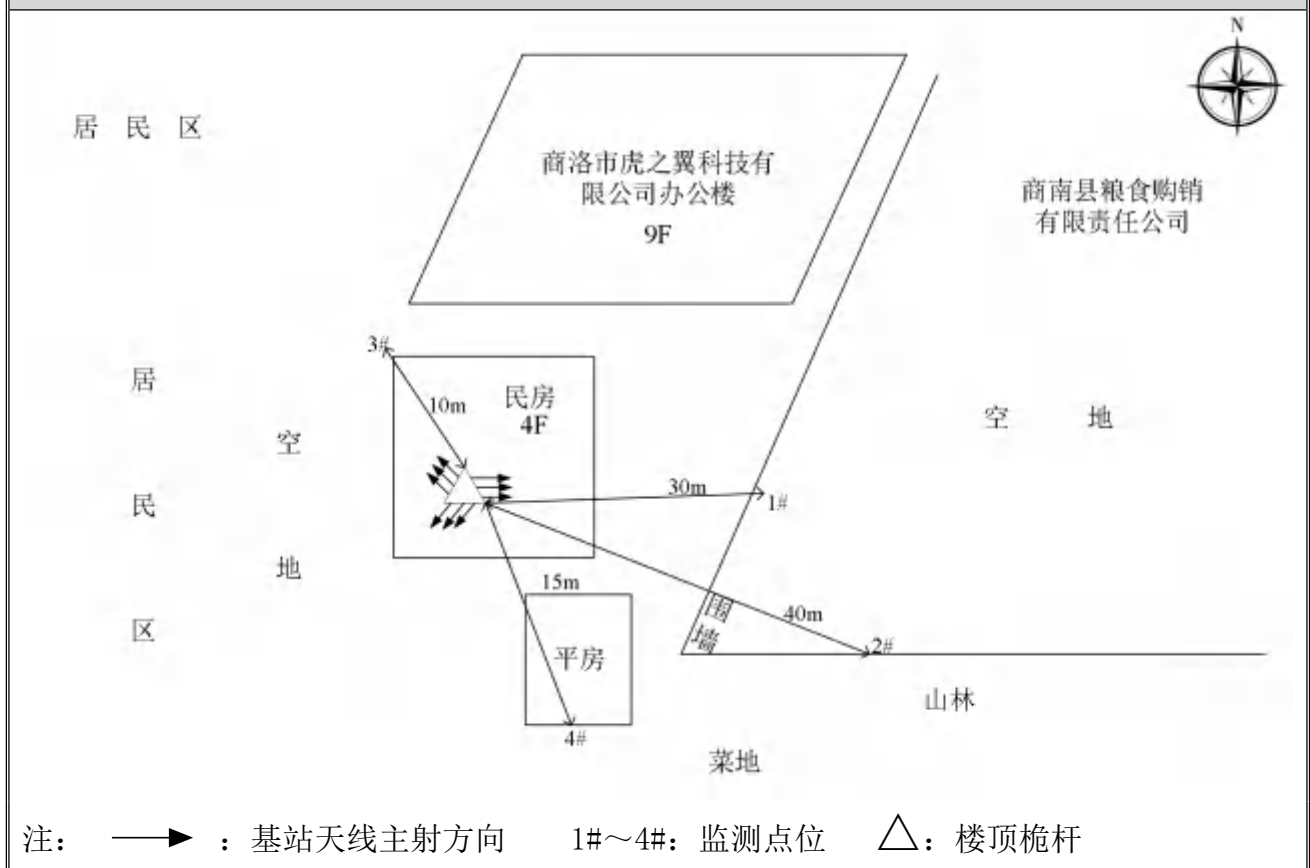 N
居 民 区
商洛市虎之翼科技有
限公司办公楼
9F
商南县粮食购销
有限责任公司
3#
居
民
区
空
地
10m
民房
4F
空 地
30m
1#
15m
围
墙
40m
2#
平房
山林
4#
菜地
注: : 基站天线主射方向 1#～4#: 监测点位 : 楼顶桅杆